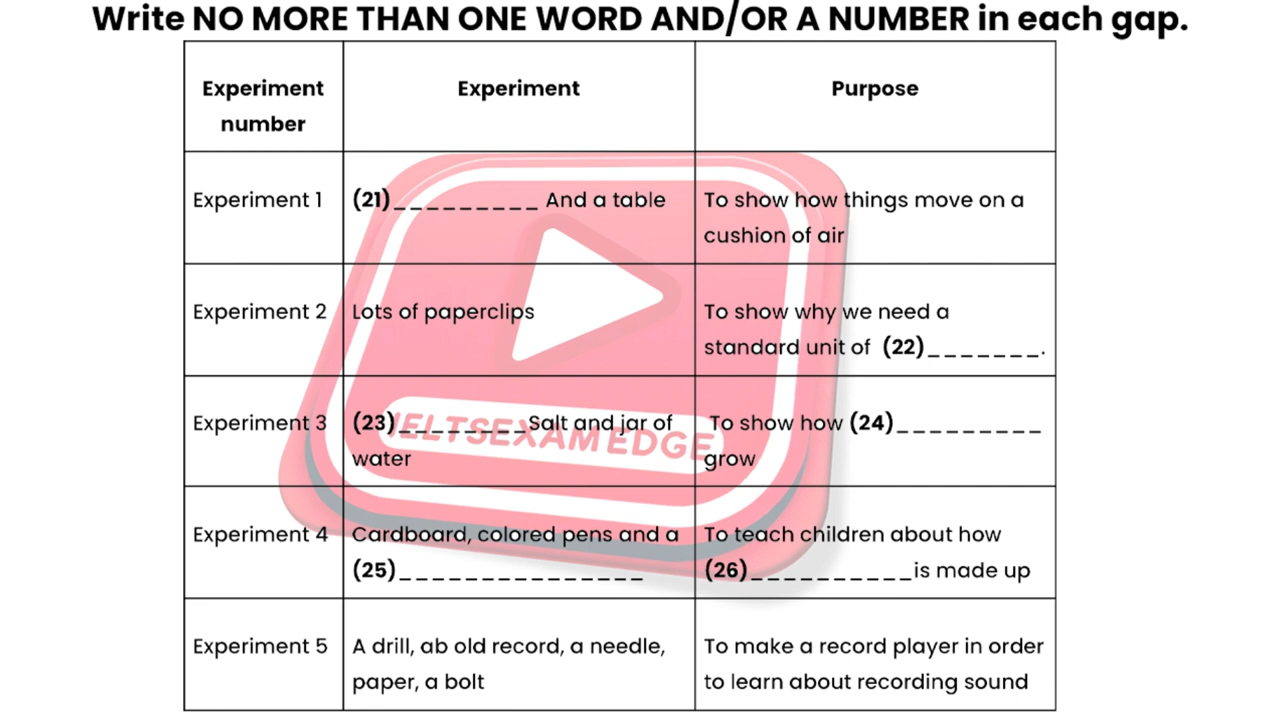 Write NO MORE THAN ONE WORD AND/OR A NUMBER in each gap.
Experiment number
Experiment
Purpose
Experiment 1
(21)_________ And a table
To show how things move on a
cushion of air
Experiment 2
Lots of paperclips
To show why we need a
standard unit of (22)_______.
Experiment 3
(23)________Salt and jar of
water
To show how (24)_________
grow
IELTSEXAM EDGE
Experiment 4
Cardboard, colored pens and a
(25)_______________
To teach children about how
(26)__________is made up
Experiment 5
A drill, ab old record, a needle,
paper, a bolt
To make a record player in order
to learn about recording sound